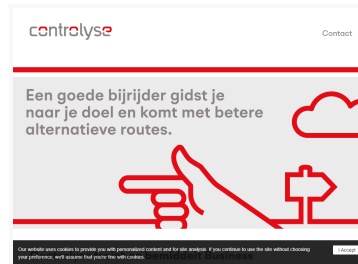 controlyse
Contact
Een goede bijrijder gidst je
naar je doel en komt met betere
alternatieve routes.
bemiddelt Business
Our website uses cookies to provide you with personalized content and for site analysis. If you continue to use the site without choosing
your preference, we'll assume that you're fine with cookies.
I Accept